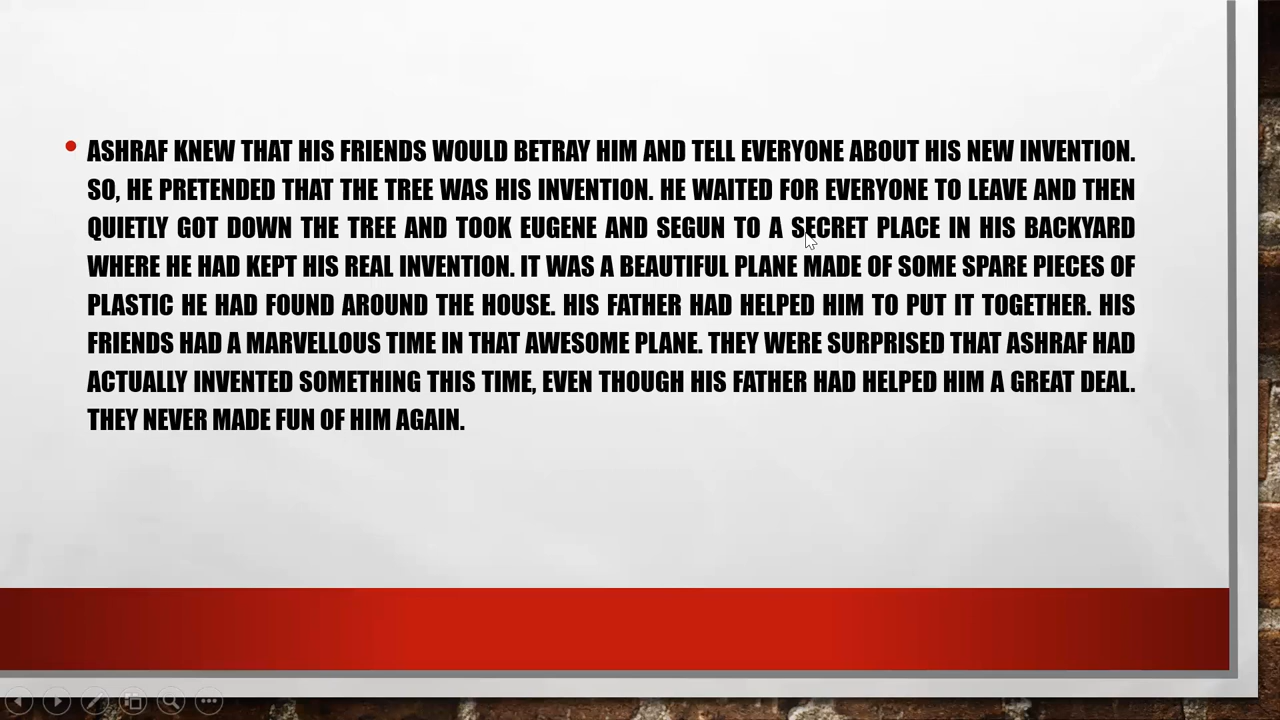 ASHRAF KNEW THAT HIS FRIENDS WOULD BETRAY HIM AND TELL EVERYONE ABOUT HIS NEW INVENTION.
SO, HE PRETENDED THAT THE TREE WAS HIS INVENTION. HE WAITED FOR EVERYONE TO LEAVE AND THEN
QUIETLY GOT DOWN THE TREE AND TOOK EUGENE AND SEGUN TO A SECRET PLACE IN HIS BACKYARD
WHERE HE HAD KEPT HIS REAL INVENTION. IT WAS A BEAUTIFUL PLANE MADE OF SOME SPARE PIECES OF
PLASTIC HE HAD FOUND AROUND THE HOUSE. HIS FATHER HAD HELPED HIM TO PUT IT TOGETHER. HIS
FRIENDS HAD A MARVELLOUS TIME IN THAT AWESOME PLANE. THEY WERE SURPRISED THAT ASHRAF HAD
ACTUALLY INVENTED SOMETHING THIS TIME, EVEN THOUGH HIS FATHER HAD HELPED HIM A GREAT DEAL.
THEY NEVER MADE FUN OF HIM AGAIN.